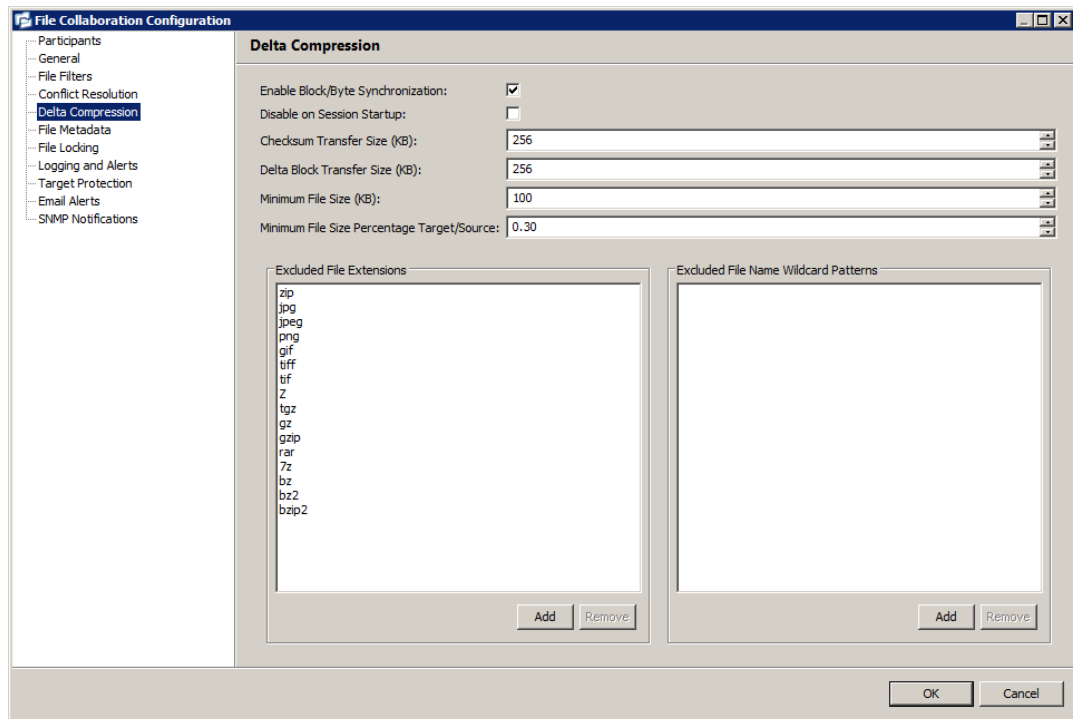 File Collaboration Configuration
Participants
General
File Filters
Conflict Resolution
Delta Compression
File Metadata
File Locking
Logging and Alerts
Target Protection
Email Alerts
SNMP Notifications
Delta Compression
Enable Block/Byte Synchronization:
Disable on Session Startup:
Checksum Transfer Size (KB): 256
Delta Block Transfer Size (KB): 256
Minimum File Size (KB): 100
Minimum File Size Percentage Target/Source: 0.30
Excluded File Extensions
zip
jpg
jpeg
png
gif
tiff
tif
Z
tgz
gz
gzip
rar
7z
bz
bz2
bzip2
Add Remove
Excluded File Name Wildcard Patterns
Add Remove
OK Cancel